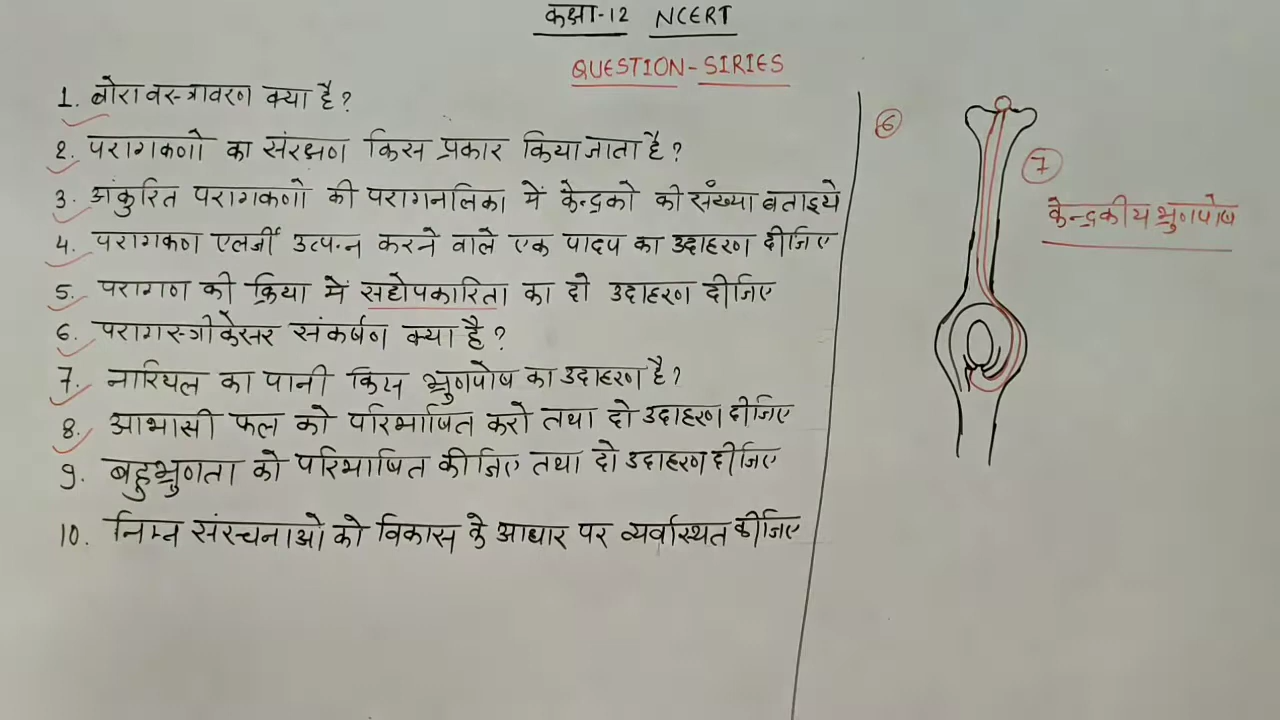 कक्षा-12 NCERT
QUESTION-SIRIES
1. बोरा वस्त्रावरण क्या है?
2. परागकणो का संरक्षण किस प्रकार किया जाता है?
3. अंकुरित परागकणो की परागनलिका में केन्द्रको की संख्या बताइये
4. परागकण एलर्जी उत्पन्न करने वाले एक पादप का उदाहरण दीजिए
5. परागण की क्रिया में सहोपकारिता का दो उदाहरण दीजिए
6. परागस्त्रीकेसर संकर्षण क्या है?
7. नारियल का पानी किस भ्रुणपोष का उदाहरण है?
8. आभासी फल को परिभाषित करो तथा दो उदाहरण दीजिए
9. बहुभ्रुणता को परिभाषित कीजिए तथा दो उदाहरण दीजिए
10. निम्न संरचनाओ को विकास के आधार पर व्यवस्थित कीजिए
6
7
केन्द्रकीय भ्रुणपोष